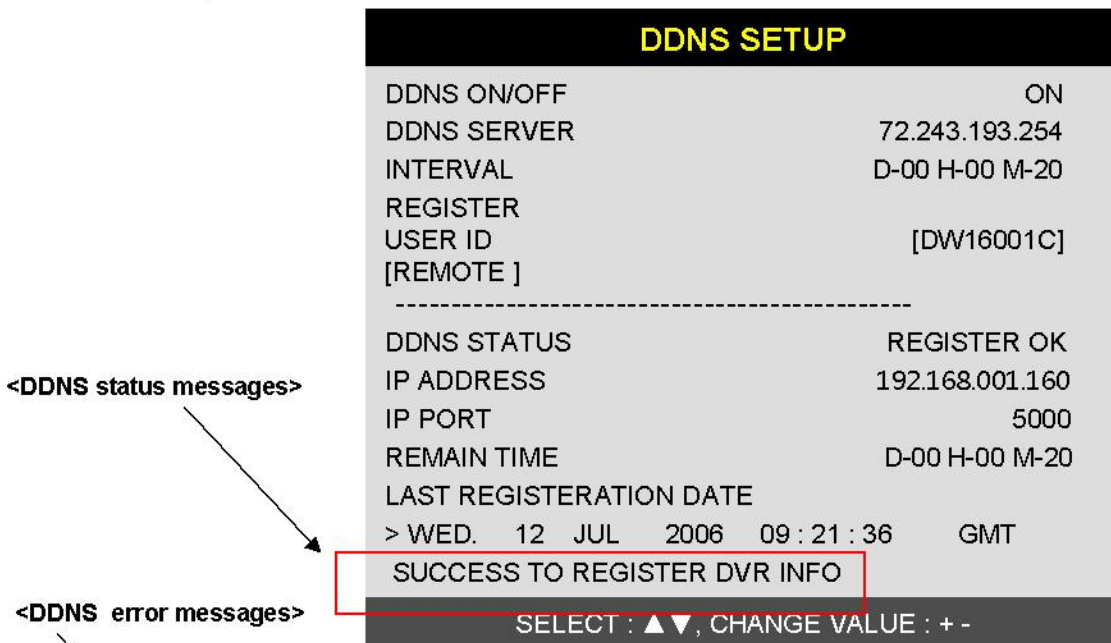 DDNS SETUP
DDNS ON/OFF ON
DDNS SERVER 72.243.193.254
INTERVAL D-00 H-00 M-20
REGISTER
USER ID [DW16001C]
[REMOTE ]
----------------------------------------------
DDNS STATUS REGISTER OK
<DDNS status messages>
IP ADDRESS 192.168.001.160
IP PORT 5000
REMAIN TIME D-00 H-00 M-20
LAST REGISTERATION DATE
> WED. 12 JUL 2006 09 : 21 : 36 GMT
SUCCESS TO REGISTER DVR INFO
<DDNS error messages>
SELECT : ▲▼, CHANGE VALUE : + -